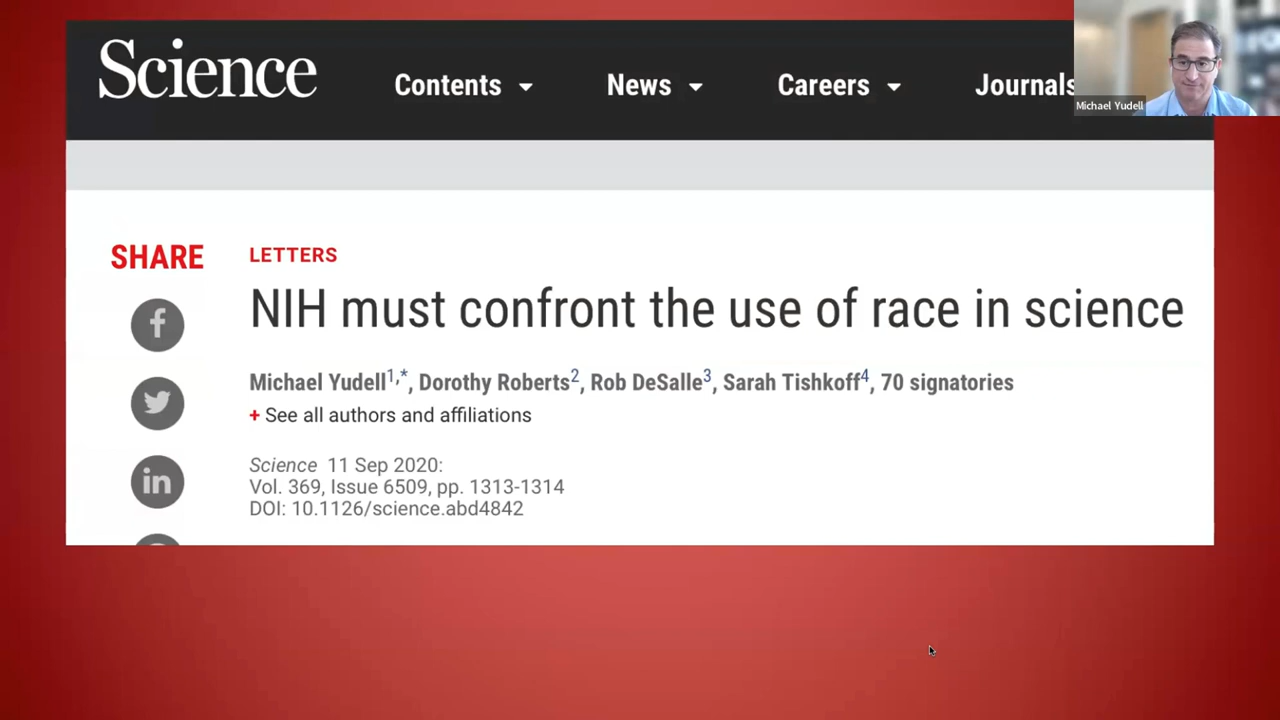 Science
Contents News Careers Journals
Michael Yudell
SHARE
LETTERS
NIH must confront the use of race in science
Michael Yudell1,*, Dorothy Roberts2, Rob DeSalle3, Sarah Tishkoff4, 70 signatories
+ See all authors and affiliations
Science 11 Sep 2020:
Vol. 369, Issue 6509, pp. 1313-1314
DOI: 10.1126/science.abd4842